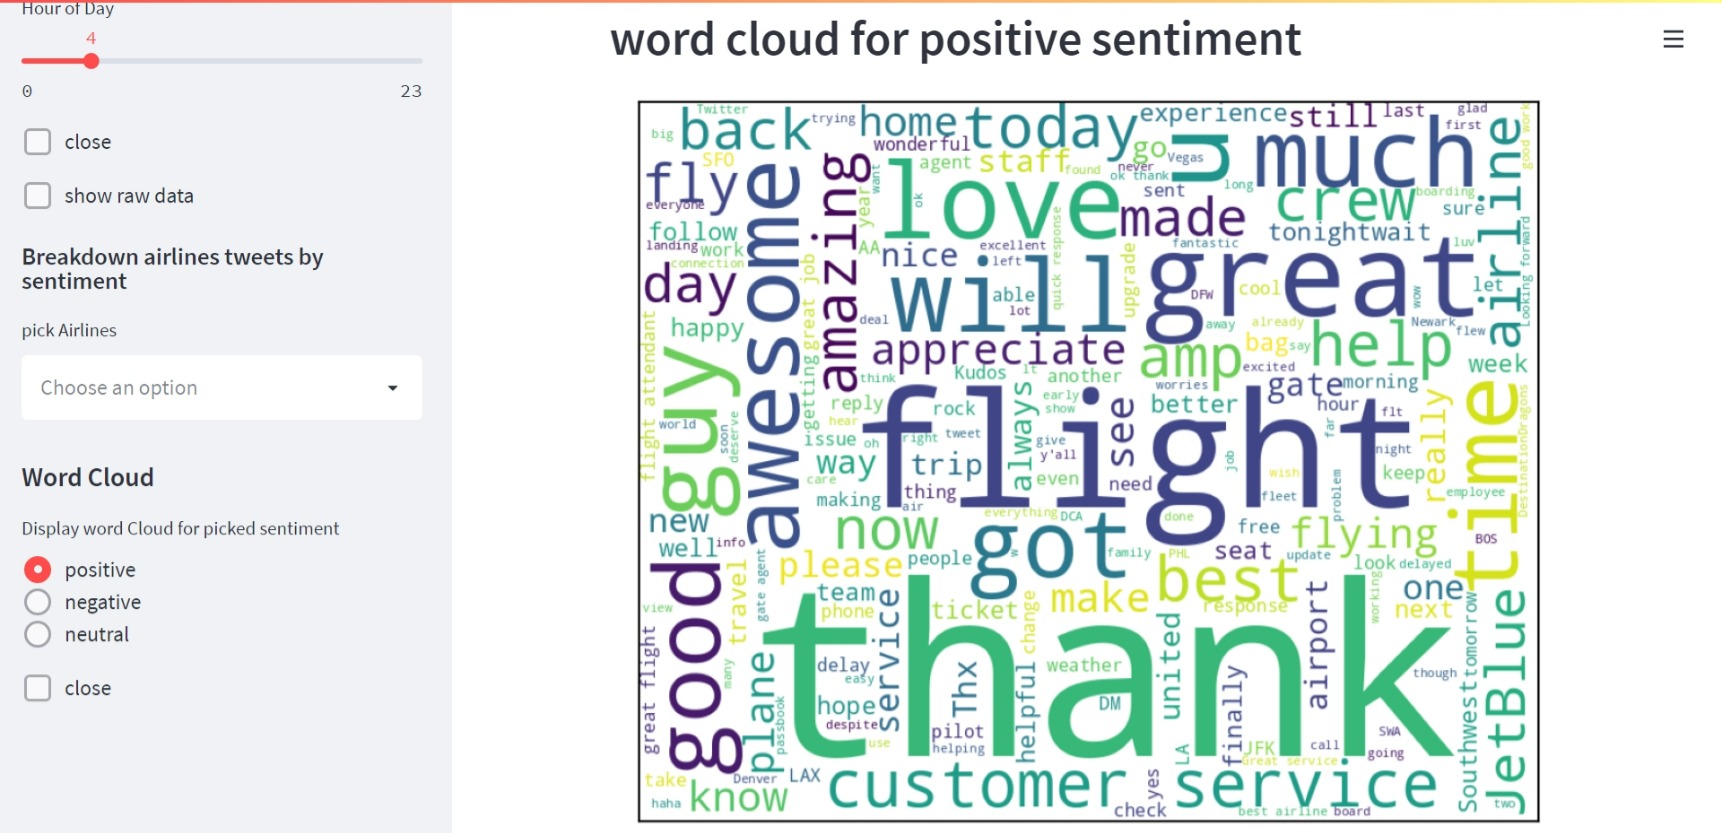 Hour of Day
4
0 23
close
show raw data
Breakdown airlines tweets by
sentiment
pick Airlines
Choose an option
Word Cloud
Display word Cloud for picked sentiment
positive
negative
neutral
close
word cloud for positive sentiment
Twitter
big
back
trying
home
today
experience
still
last
glad
first
good work
wonderful
SFO
agent
staff
found
go
never
Vegas
ok thank
u
much
airline
fly
everyone
awesome
amazing
want
year
ok
love
sent
long
made
crew
boarding
sure
follow
landing
work
connection
AA
nice
excellent
left
quick response
fantastic
tonightwait
luv
Looking forward
day
great job
will
able
lot
upgrade
great
DFW
cool
wow
let
happy
deal
away
already
Newark
flew
flight attendant
guy
getting
appreciate
amp
bag
say
help
week
think
Kudos
it
another
excited
worries
gate
morning
reply
rock
always
early
show
see
better
hour
flt
really
time
DestinationDragons
world
soon
deserve
hear
issue
oh
flight
right
tweet
give
y'all
job
far
night
way
trip
even
need
wish
keep
care
making
thing
air
fleet
problem
employee
new
well
info
now
everything
DCA
got
w
done
free
flying
BOS
family
PHL
seat
update
look
delayed
good
travel
gate agent
please
people
best
one
view
team
phone
ticket
change
make
response
working
next
great flight
many
plane
passbook
thank
service
delay
easy
hope
despite
use
Thx
pilot
helping
helpful
weather
DM
united
LA
finally
airport
JFK
call
Great service
though
SWA
going
Southwest
tomorrow
JetBlue
take
Denver
LAX
haha
know
customer service
yes
check
best airline
board
two